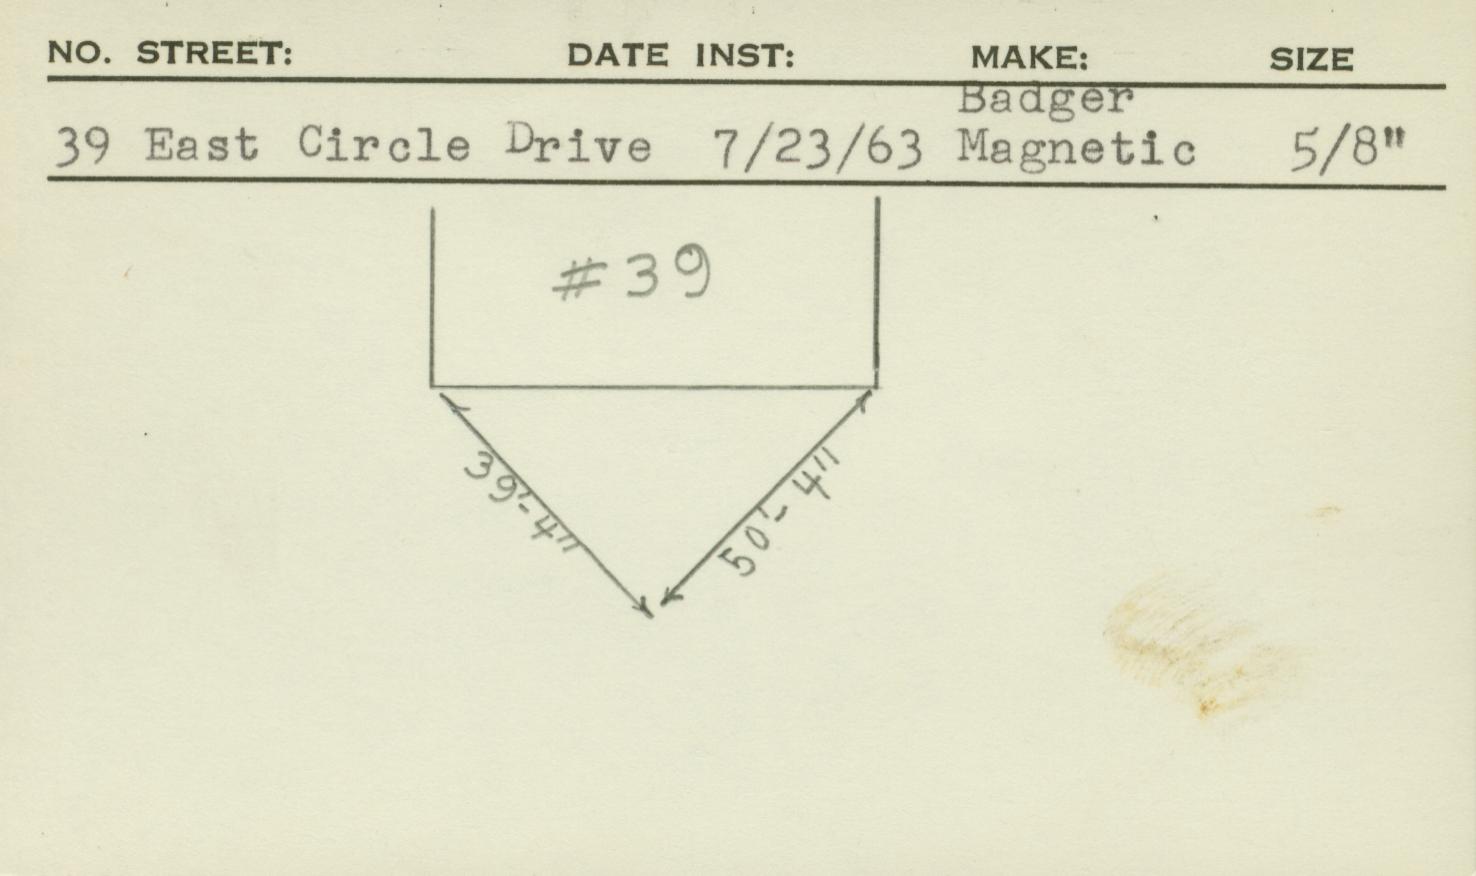 NO. STREET: DATE INST: MAKE: SIZE
Badger
39 East Circle Drive 7/23/63 Magnetic 5/8"
#39
39'-4"
50'-4"